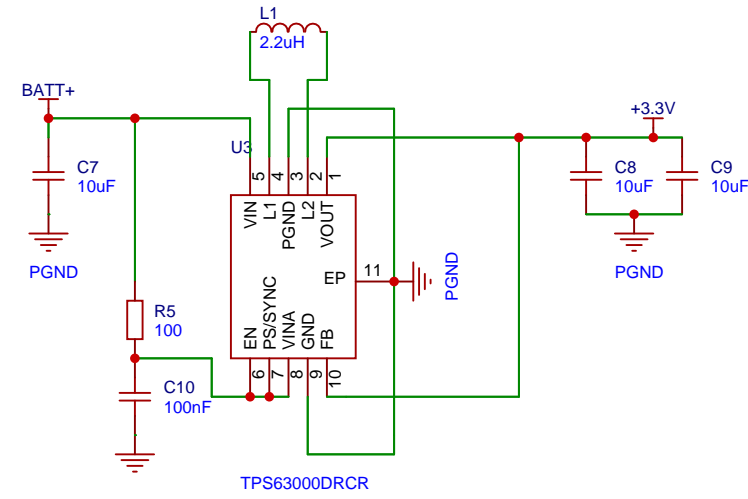 L1
2.2uH
BATT+
+3.3V
U3
C7
10uF
5
4
3
2
1
C8
10uF
C9
10uF
VIN
L1
PGND
L2
VOUT
PGND
EP
11
PGND
PGND
R5
100
EN
PS/SYNC
VINA
GND
FB
6
7
8
9
10
C10
100nF
TPS63000DRCR